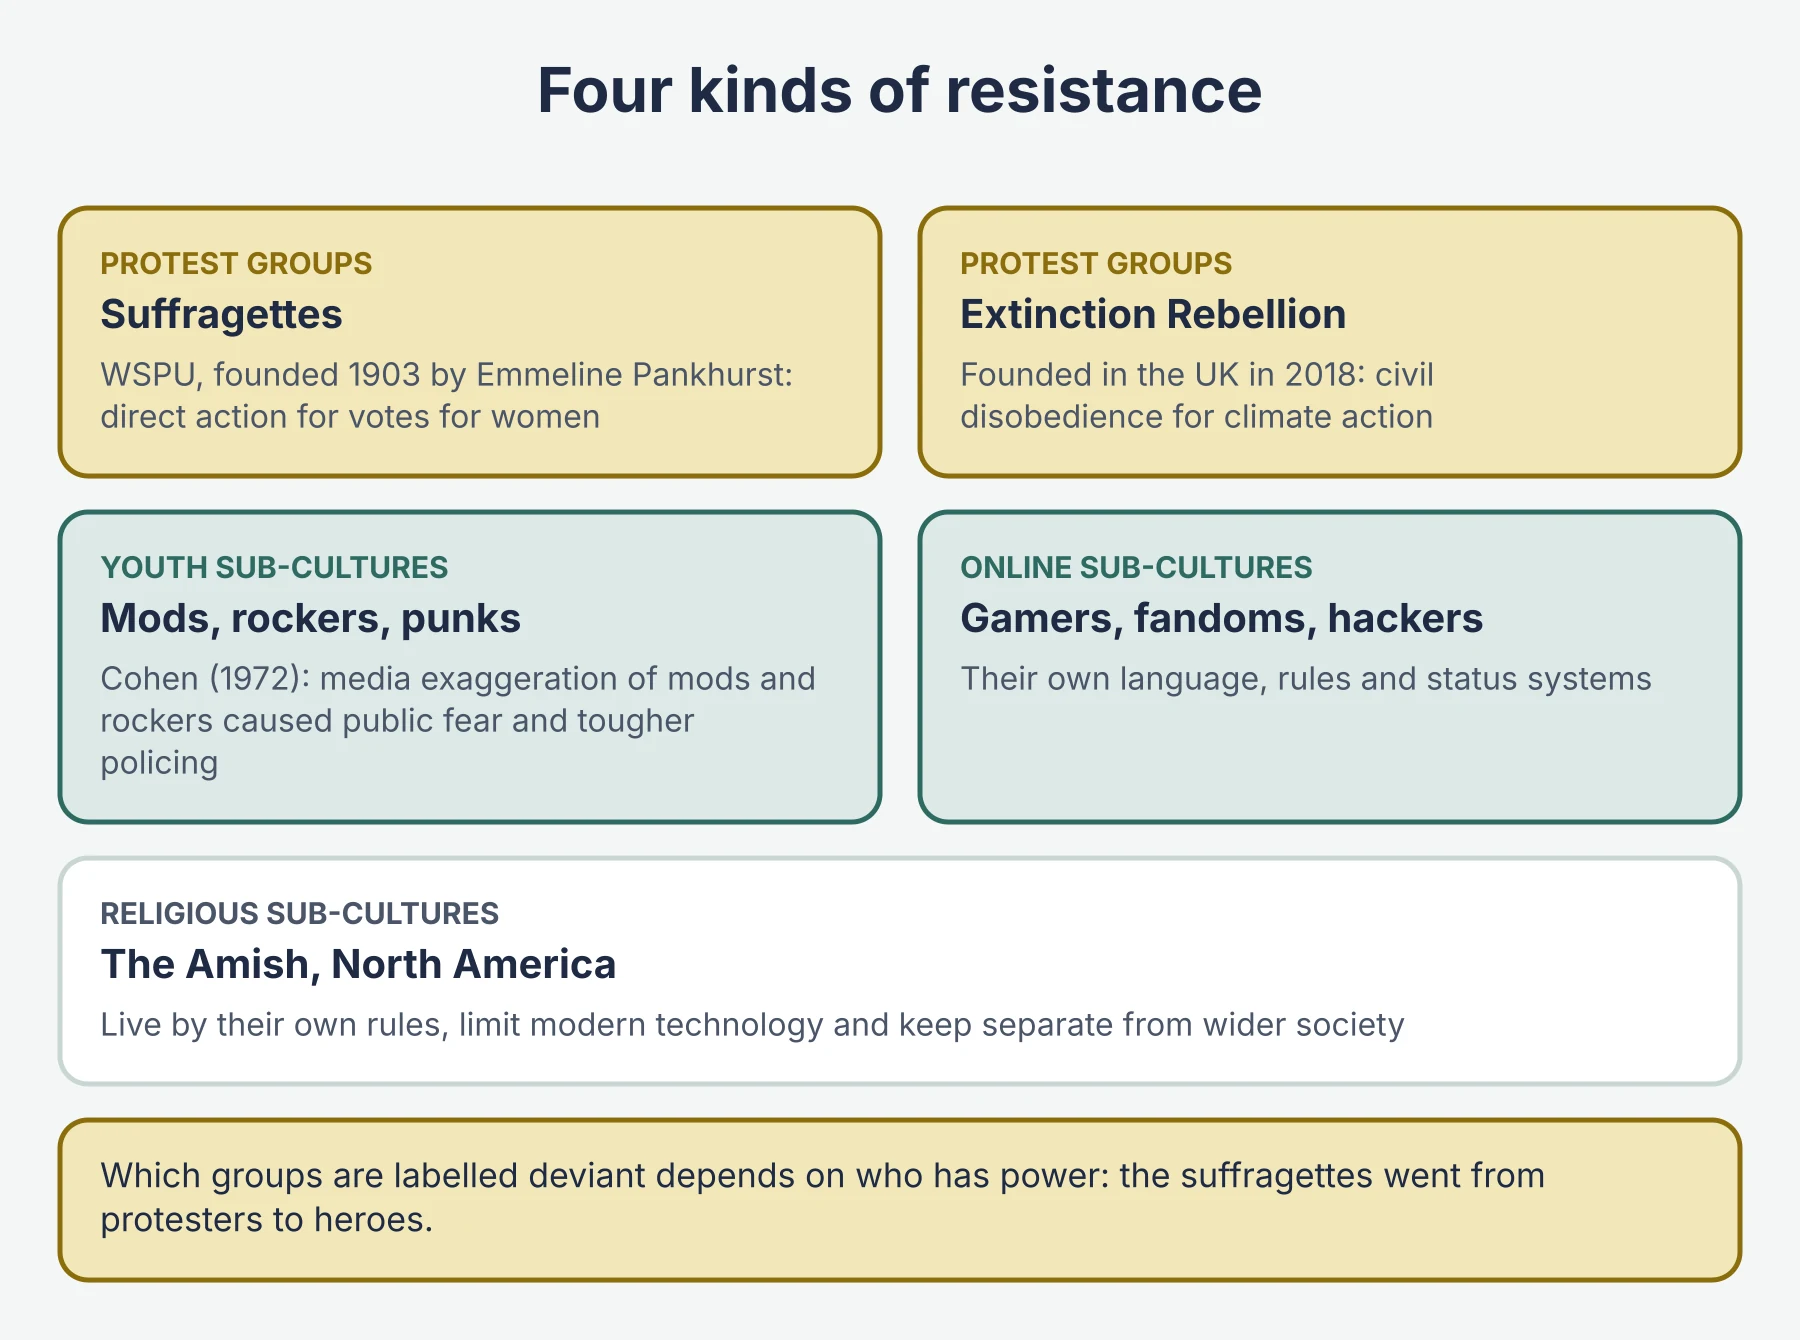 Four kinds of resistance
PROTEST GROUPS
Suffragettes
WSPU, founded 1903 by Emmeline Pankhurst:
direct action for votes for women
PROTEST GROUPS
Extinction Rebellion
Founded in the UK in 2018: civil
disobedience for climate action
YOUTH SUB-CULTURES
Mods, rockers, punks
Cohen (1972): media exaggeration of mods and
rockers caused public fear and tougher
policing
ONLINE SUB-CULTURES
Gamers, fandoms, hackers
Their own language, rules and status systems
RELIGIOUS SUB-CULTURES
The Amish, North America
Live by their own rules, limit modern technology and keep separate from wider society
Which groups are labelled deviant depends on who has power: the suffragettes went from
protesters to heroes.